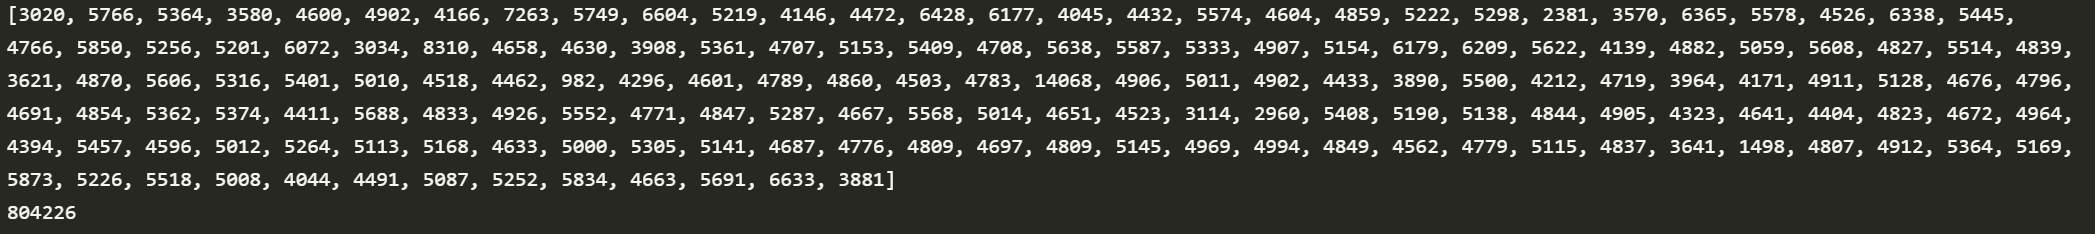 [3020, 5766, 5364, 3580, 4600, 4902, 4166, 7263, 5749, 6604, 5219, 4146, 4472, 6428, 6177, 4045, 4432, 5574, 4604, 4859, 5222, 5298, 2381, 3570, 6365, 5578, 4526, 6338, 5445,
4766, 5850, 5256, 5201, 6072, 3034, 8310, 4658, 4630, 3908, 5361, 4707, 5153, 5409, 4708, 5638, 5587, 5333, 4907, 5154, 6179, 6209, 5622, 4139, 4882, 5059, 5608, 4827, 5514, 4839,
3621, 4870, 5606, 5316, 5401, 5010, 4518, 4462, 982, 4296, 4601, 4789, 4860, 4503, 4783, 14068, 4906, 5011, 4902, 4433, 3890, 5500, 4212, 4719, 3964, 4171, 4911, 5128, 4676, 4796,
4691, 4854, 5362, 5374, 4411, 5688, 4833, 4926, 5552, 4771, 4847, 5287, 4667, 5568, 5014, 4651, 4523, 3114, 2960, 5408, 5190, 5138, 4844, 4905, 4323, 4641, 4404, 4823, 4672, 4964,
4394, 5457, 4596, 5012, 5264, 5113, 5168, 4633, 5000, 5305, 5141, 4687, 4776, 4809, 4697, 4809, 5145, 4969, 4994, 4849, 4562, 4779, 5115, 4837, 3641, 1498, 4807, 4912, 5364, 5169,
5873, 5226, 5518, 5008, 4044, 4491, 5087, 5252, 5834, 4663, 5691, 6633, 3881]
804226